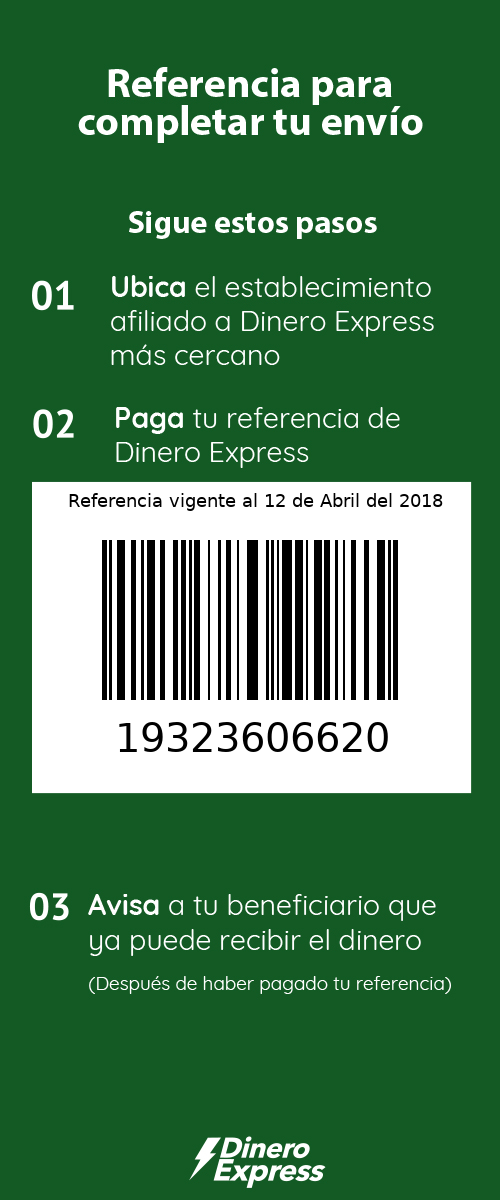 Referencia para
completar tu envío
Sigue estos pasos
01 Ubica el establecimiento
afiliado a Dinero Express
más cercano
02 Paga tu referencia de
Dinero Express
Referencia vigente al 12 de Abril del 2018
19323606620
03 Avisa a tu beneficiario que
ya puede recibir el dinero
(Después de haber pagado tu referencia)
Dinero
Express